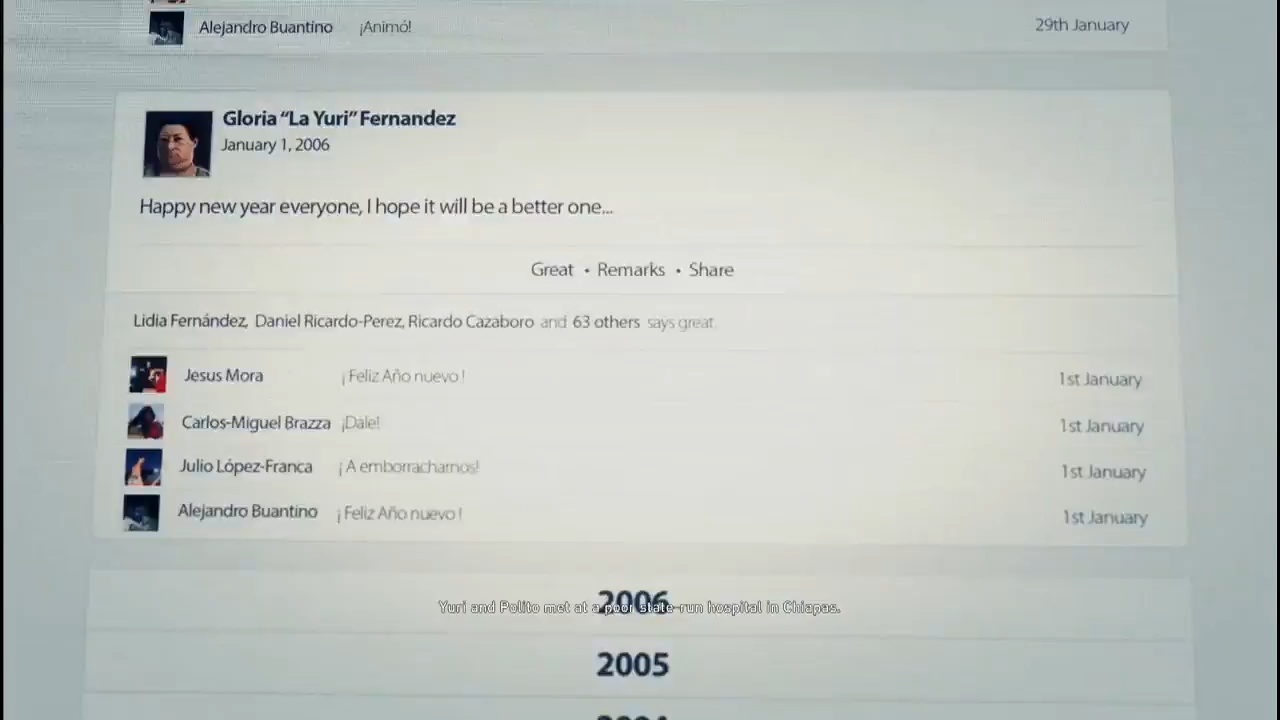 Alejandro Buantino ¡Animó! 29th January
Gloria “La Yuri” Fernandez
January 1, 2006
Happy new year everyone, I hope it will be a better one...
Great • Remarks • Share
Lidia Fernández, Daniel Ricardo-Perez, Ricardo Cazaboro and 63 others says great.
Jesus Mora ¡Feliz Año nuevo! 1st January
Carlos-Miguel Brazza ¡Dale! 1st January
Julio López-Franca ¡A emborracharnos! 1st January
Alejandro Buantino ¡Feliz Año nuevo! 1st January
2006
Yuri and Polito met at a poor state-run hospital in Chiapas.
2005